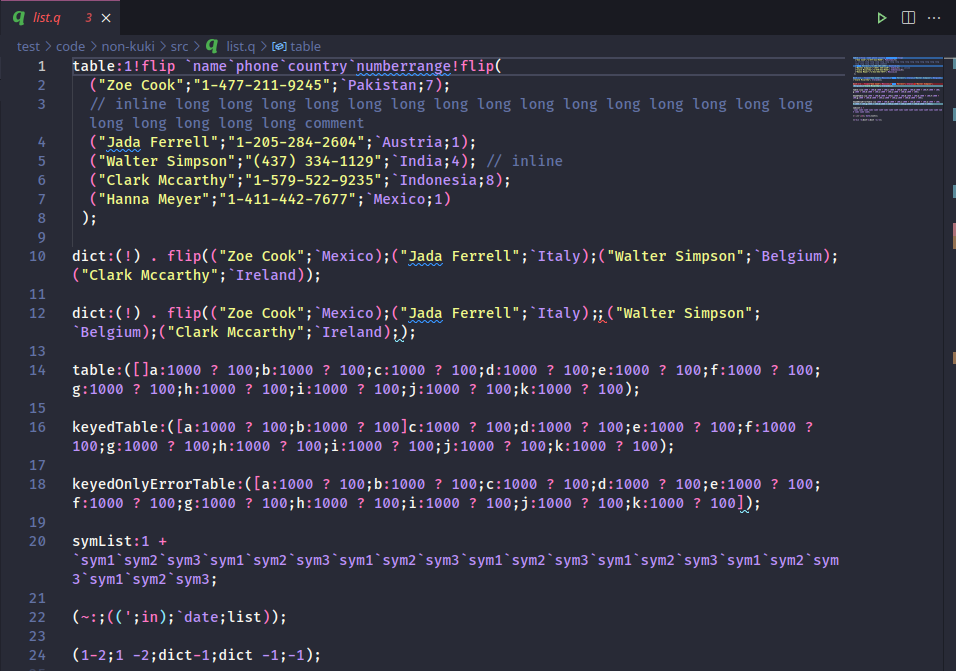 list.q 3
test > code > non-kuki > src > list.q > table
1 table:1!flip `name`phone`country`numberrange!flip(
2 ("Zoe Cook";"1-477-211-9245";`Pakistan;7);
3 // inline long long long long long long long long long long long long long long
long long long long long comment
4 ("Jada Ferrell";"1-205-284-2604";`Austria;1);
5 ("Walter Simpson";"(437) 334-1129";`India;4); // inline
6 ("Clark Mccarthy";"1-579-522-9235";`Indonesia;8);
7 ("Hanna Meyer";"1-411-442-7677";`Mexico;1)
8 );
9
10 dict:(!) . flip(("Zoe Cook";`Mexico);("Jada Ferrell";`Italy);("Walter Simpson";`Belgium);
("Clark Mccarthy";`Ireland));
11
12 dict:(!) . flip(("Zoe Cook";`Mexico);("Jada Ferrell";`Italy);;("Walter Simpson";
`Belgium);("Clark Mccarthy";`Ireland););
13
14 table:([]a:1000 ? 100;b:1000 ? 100;c:1000 ? 100;d:1000 ? 100;e:1000 ? 100;f:1000 ? 100;
g:1000 ? 100;h:1000 ? 100;i:1000 ? 100;j:1000 ? 100;k:1000 ? 100);
15
16 keyedTable:([a:1000 ? 100;b:1000 ? 100]c:1000 ? 100;d:1000 ? 100;e:1000 ? 100;f:1000 ?
100;g:1000 ? 100;h:1000 ? 100;i:1000 ? 100;j:1000 ? 100;k:1000 ? 100);
17
18 keyedOnlyErrorTable:([a:1000 ? 100;b:1000 ? 100;c:1000 ? 100;d:1000 ? 100;e:1000 ? 100;
f:1000 ? 100;g:1000 ? 100;h:1000 ? 100;i:1000 ? 100;j:1000 ? 100;k:1000 ? 100]);
19
20 symList:1 +
`sym1`sym2`sym3`sym1`sym2`sym3`sym1`sym2`sym3`sym1`sym2`sym3`sym1`sym2`sym3`sym1`sym2`sym
3`sym1`sym2`sym3;
21
22 (~:;((';in);`date;list));
23
24 (1-2;1 -2;dict-1;dict -1;-1);